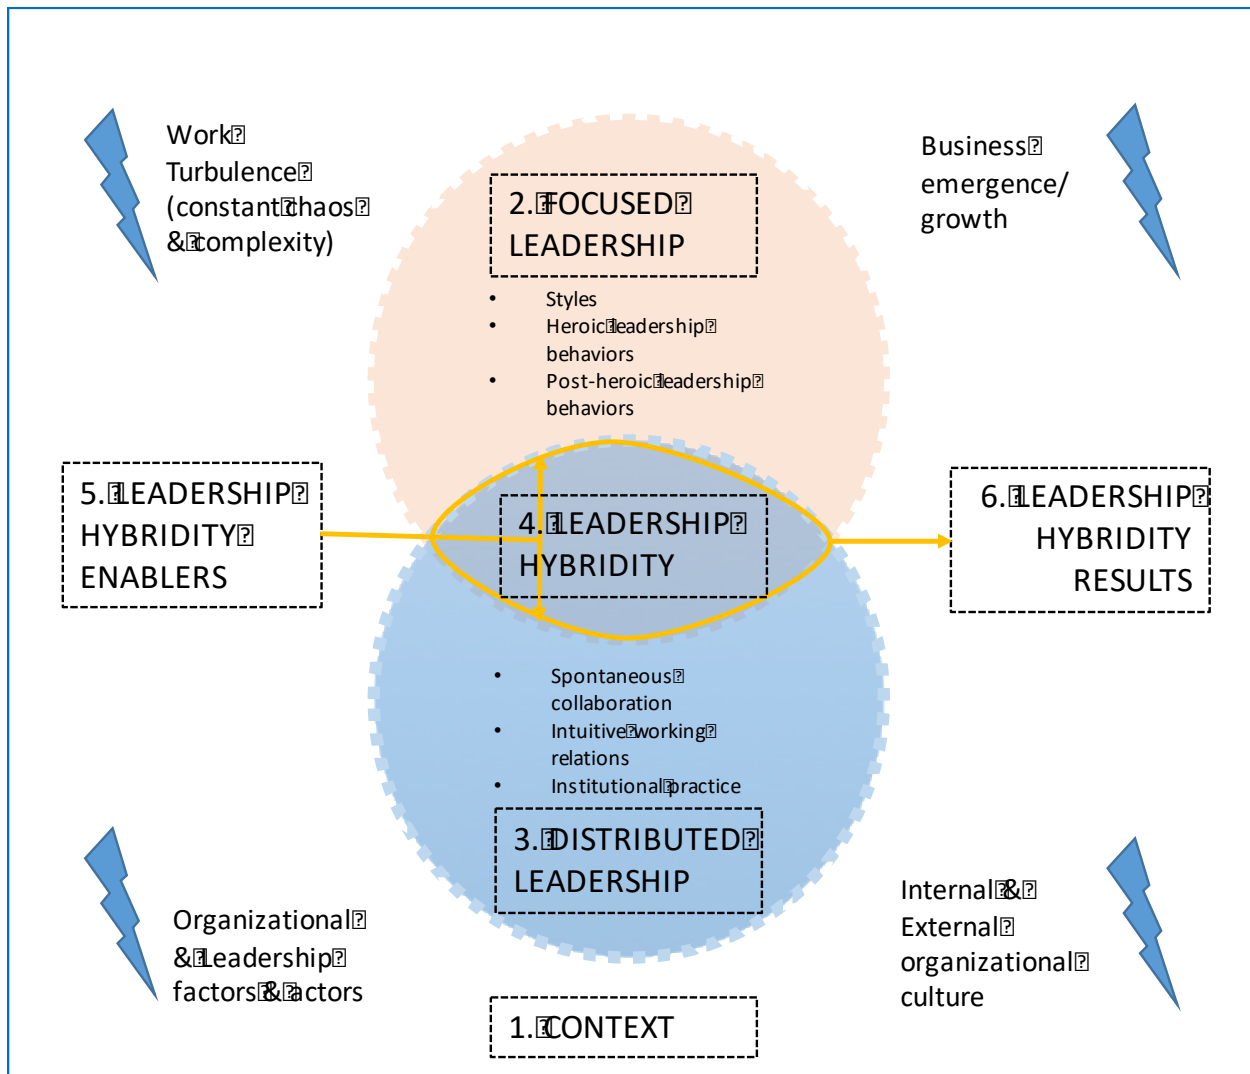 Work
Turbulence
(constant chaos
& complexity)
Business
emergence/
growth
2. FOCUSED
LEADERSHIP
• Styles
• Heroic leadership
behaviors
• Post-heroic leadership
behaviors
5. LEADERSHIP
HYBRIDITY
ENABLERS
4. LEADERSHIP
HYBRIDITY
6. LEADERSHIP
HYBRIDITY
RESULTS
• Spontaneous
collaboration
• Intuitive working
relations
• Institutional practice
3. DISTRIBUTED
LEADERSHIP
Organizational
& Leadership
factors & actors
Internal &
External
organizational
culture
1. CONTEXT